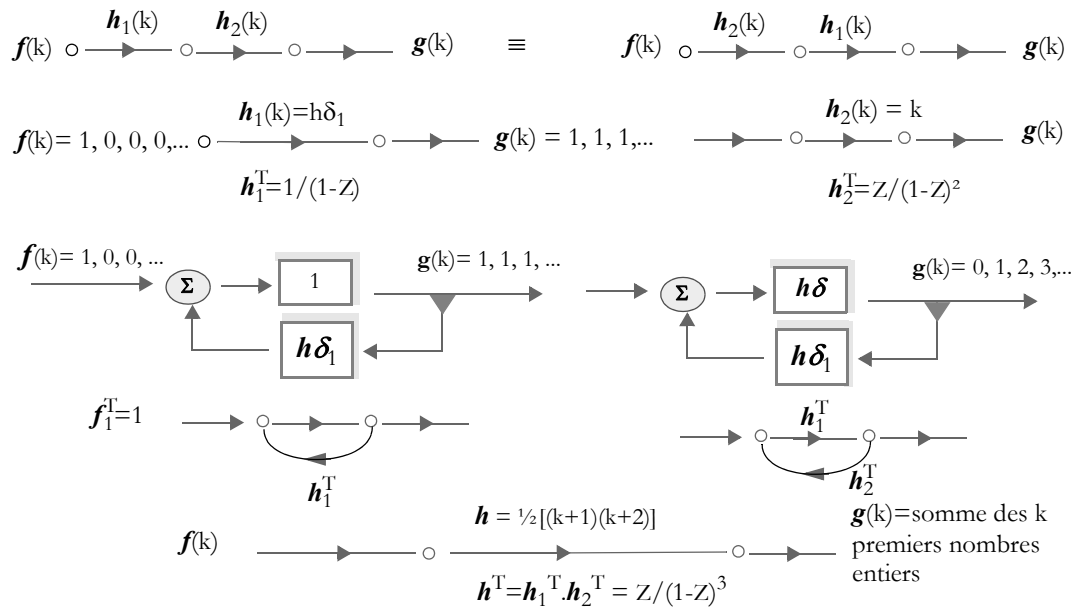 h₁(k) h₂(k) h₂(k) h₁(k)
f(k) g(k) ≡ f(k) g(k)
h₁(k)=hδ₁ h₂(k) = k
f(k)= 1, 0, 0, 0,... g(k) = 1, 1, 1,... g(k)
h₁ᵀ=1/(1-Z) h₂ᵀ=Z/(1-Z)²
f(k)= 1, 0, 0, ... g(k)= 1, 1, 1, ... g(k)= 0, 1, 2, 3,...
Σ 1 Σ hδ
hδ₁ hδ₁
f₁ᵀ=1 h₁ᵀ
h₁ᵀ h₂ᵀ
h = ½[(k+1)(k+2)] g(k)=somme des k
f(k) premiers nombres
entiers
hᵀ=h₁ᵀ.h₂ᵀ = Z/(1-Z)³